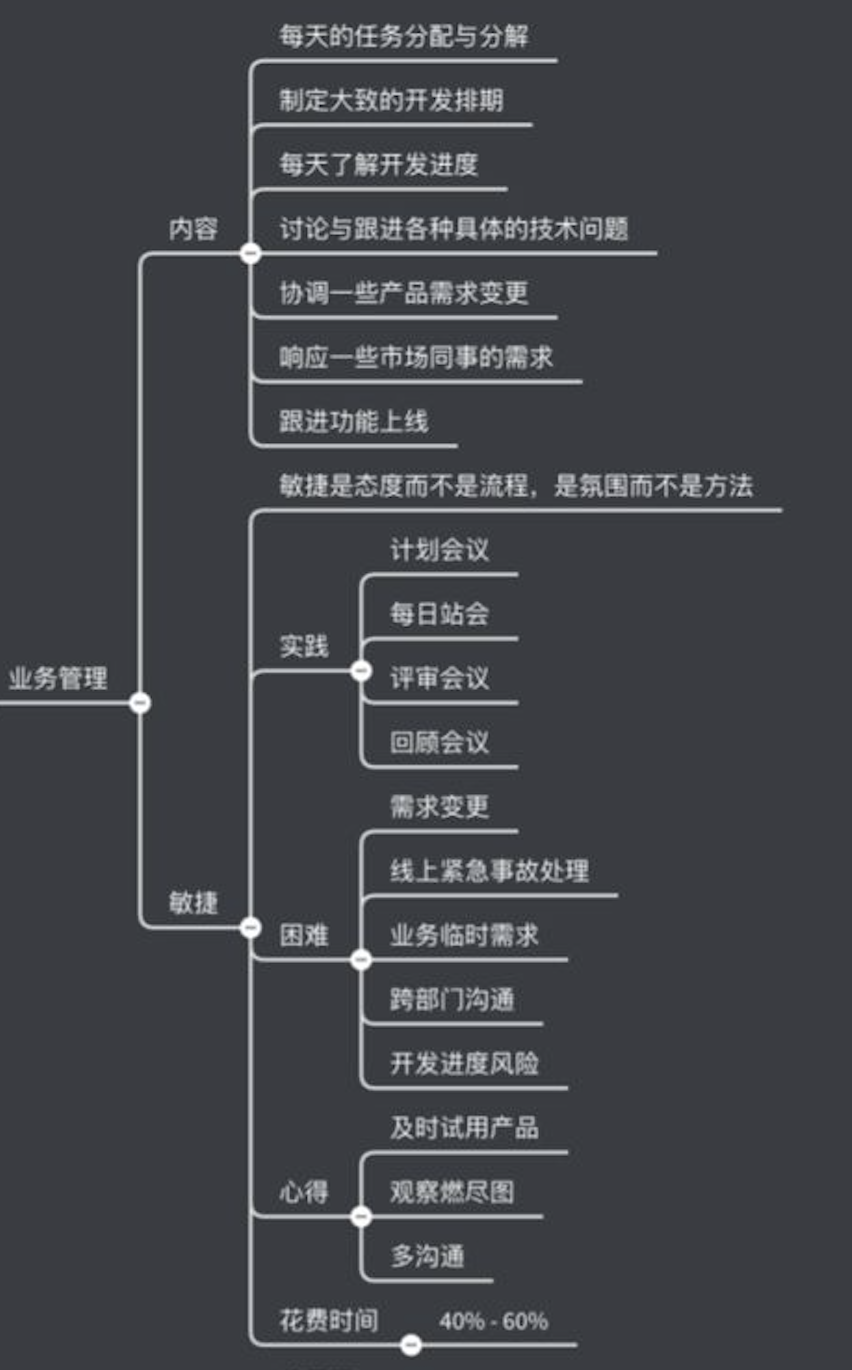 每天的任务分配与分解
制定大致的开发排期
每天了解开发进度
内容
讨论与跟进各种具体的技术问题
协调一些产品需求变更
响应一些市场同事的需求
跟进功能上线
敏捷是态度而不是流程，是氛围而不是方法
计划会议
每日站会
实践
评审会议
回顾会议
业务管理
需求变更
线上紧急事故处理
敏捷
困难
业务临时需求
跨部门沟通
开发进度风险
及时试用产品
心得
观察燃尽图
多沟通
花费时间
40% - 60%